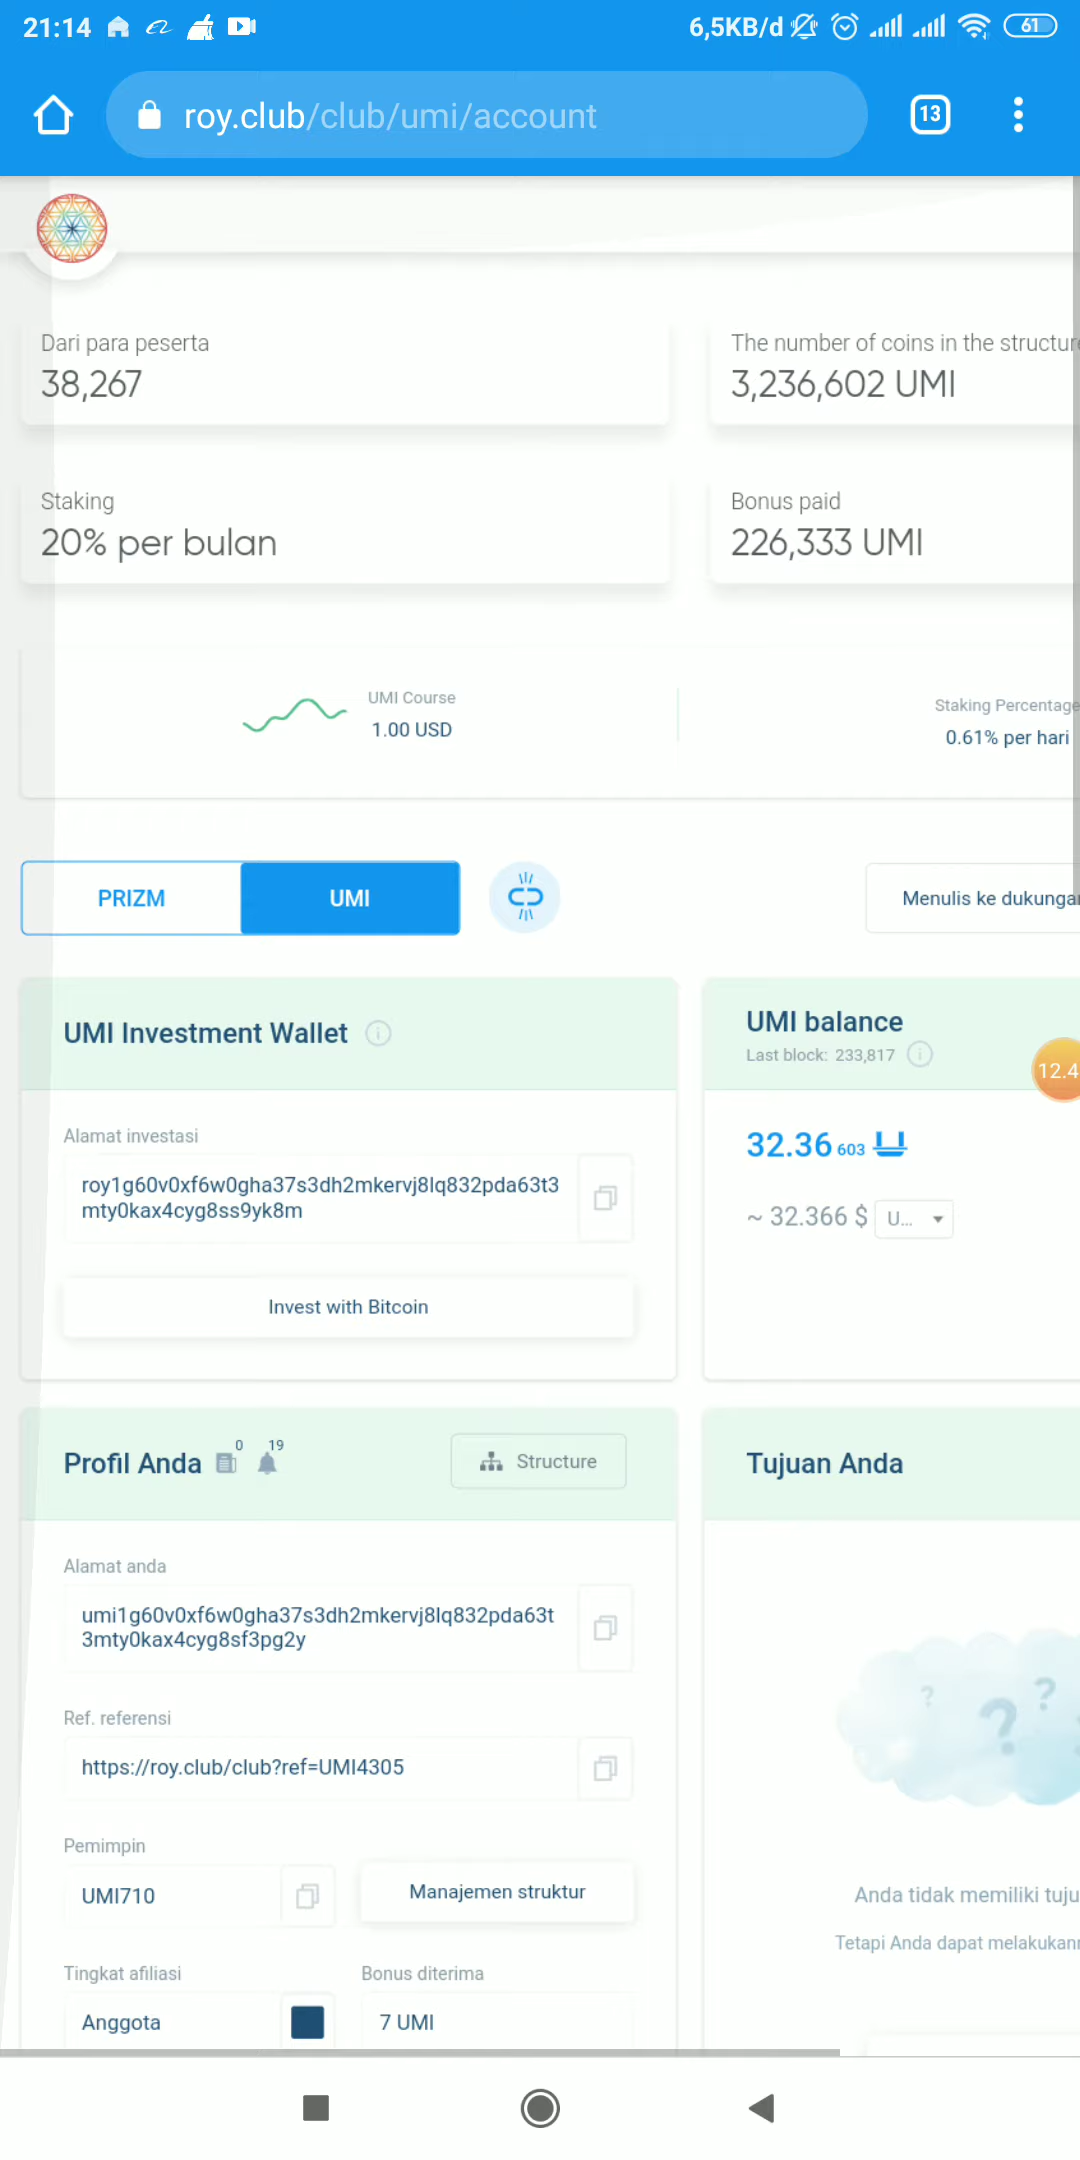 21:14
6,5KB/d
61
roy.club/club/umi/account
13
Dari para peserta
38,267
The number of coins in the structure
3,236,602 UMI
Staking
20% per bulan
Bonus paid
226,333 UMI
UMI Course
1.00 USD
Staking Percentage
0.61% per hari
PRIZM
UMI
Menulis ke dukungan
UMI Investment Wallet
UMI balance
Last block: 233,817
12.4
Alamat investasi
roy1g60v0xf6w0gha37s3dh2mkervj8lq832pda63t3
mty0kax4cyg8ss9yk8m
32.36 603
~ 32.366 $ U...
Invest with Bitcoin
Profil Anda 0 19
Structure
Tujuan Anda
Alamat anda
umi1g60v0xf6w0gha37s3dh2mkervj8lq832pda63t
3mty0kax4cyg8sf3pg2y
? ? ?
Ref. referensi
https://roy.club/club?ref=UMI4305
Pemimpin
UMI710
Manajemen struktur
Anda tidak memiliki tuju
Tetapi Anda dapat melakukan
Tingkat afiliasi
Bonus diterima
Anggota
7 UMI